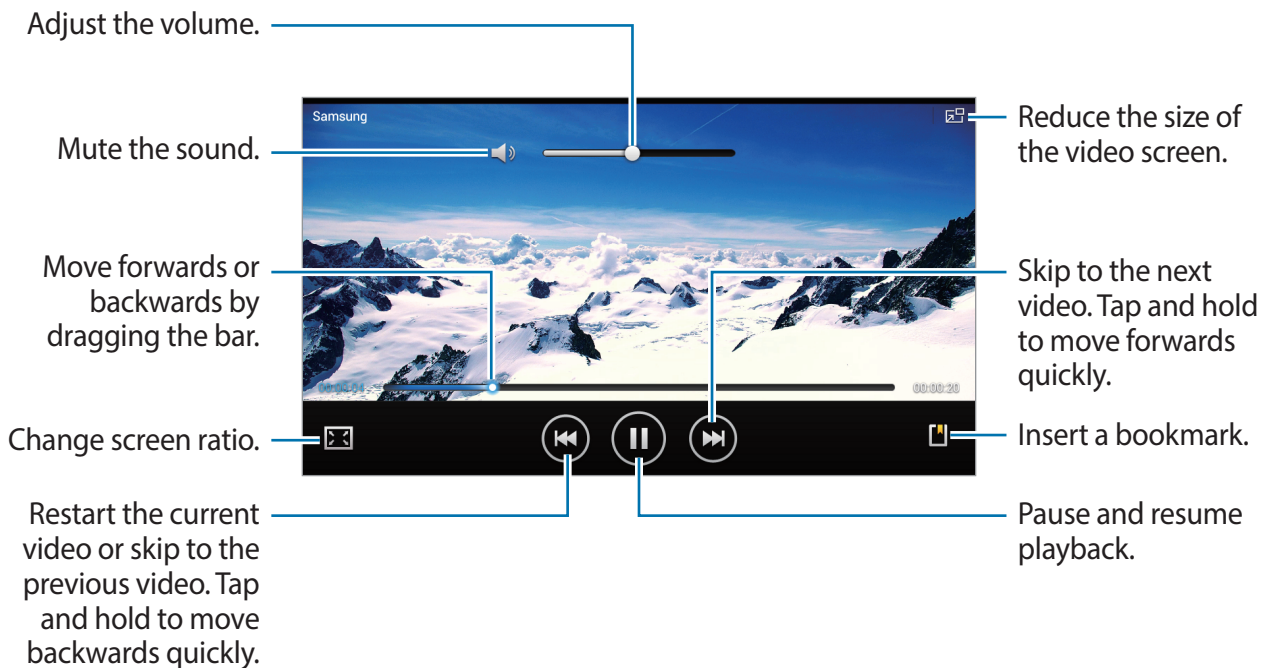 Adjust the volume.
Samsung
Mute the sound.
Reduce the size of
the video screen.
Move forwards or
backwards by
dragging the bar.
Skip to the next
video. Tap and hold
to move forwards
quickly.
00:00:20
Change screen ratio.
Insert a bookmark.
Restart the current
video or skip to the
previous video. Tap
and hold to move
backwards quickly.
Pause and resume
playback.